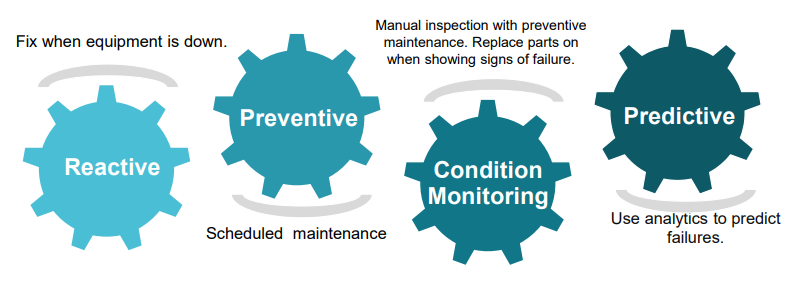 Fix when equipment is down.
Reactive
Preventive
Scheduled maintenance
Manual inspection with preventive
maintenance. Replace parts on
when showing signs of failure.
Condition
Monitoring
Predictive
Use analytics to predict
failures.